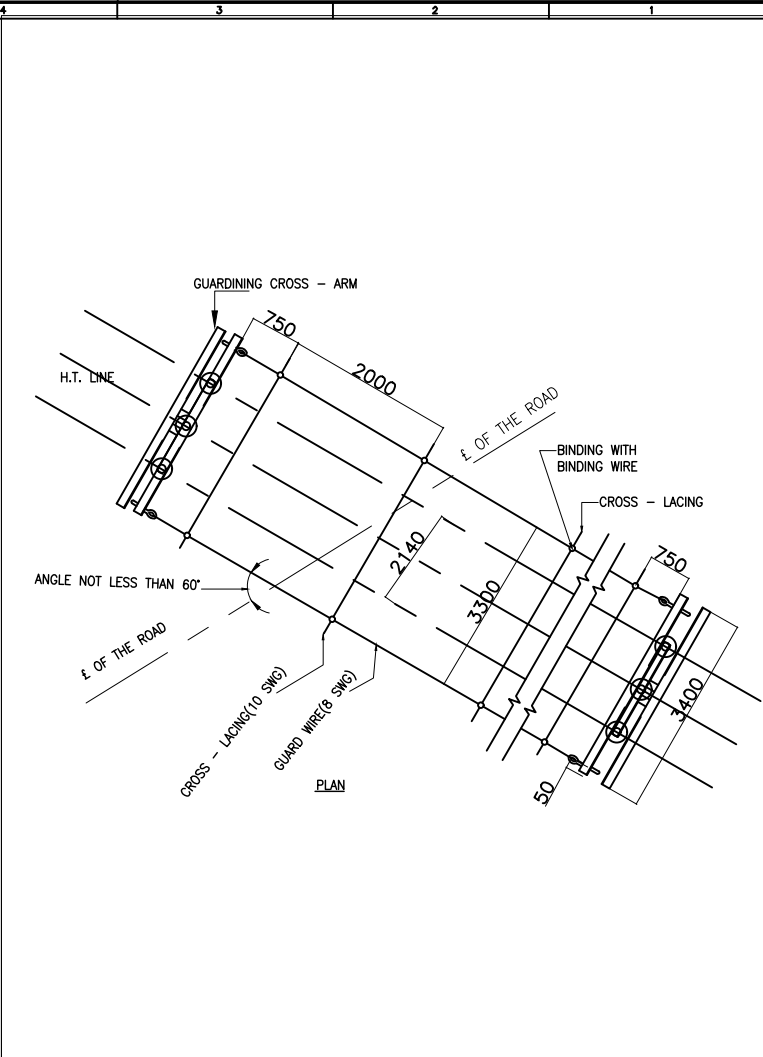 4 3 2 1
GUARDINING CROSS - ARM
750
2000
H.T. LINE
£ OF THE ROAD
BINDING WITH
BINDING WIRE
CROSS - LACING
750
2140
3300
ANGLE NOT LESS THAN 60°
£ OF THE ROAD
3400
CROSS - LACING(10 SWG)
GUARD WIRE(8 SWG)
PLAN
50